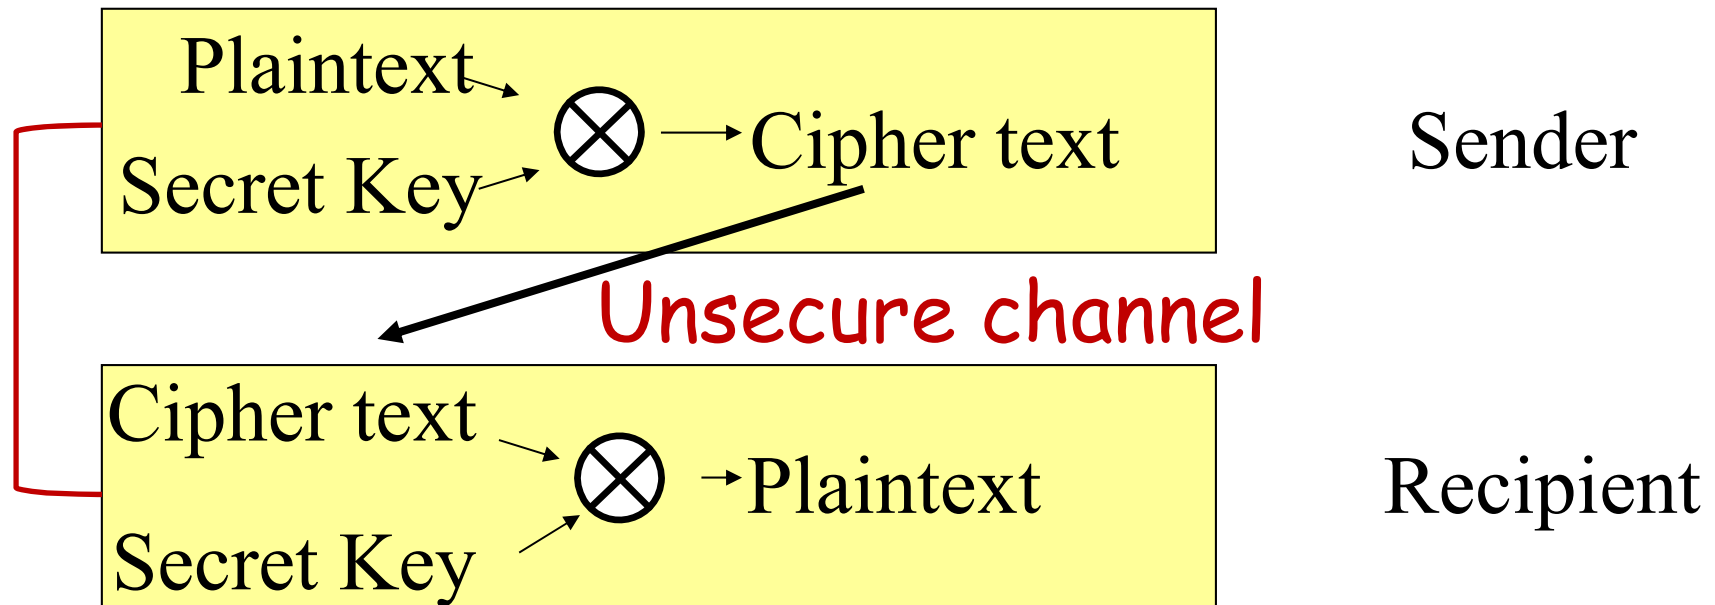 Plaintext
Cipher text
Sender
Secret Key
Unsecure channel
Cipher text
Plaintext
Recipient
Secret Key